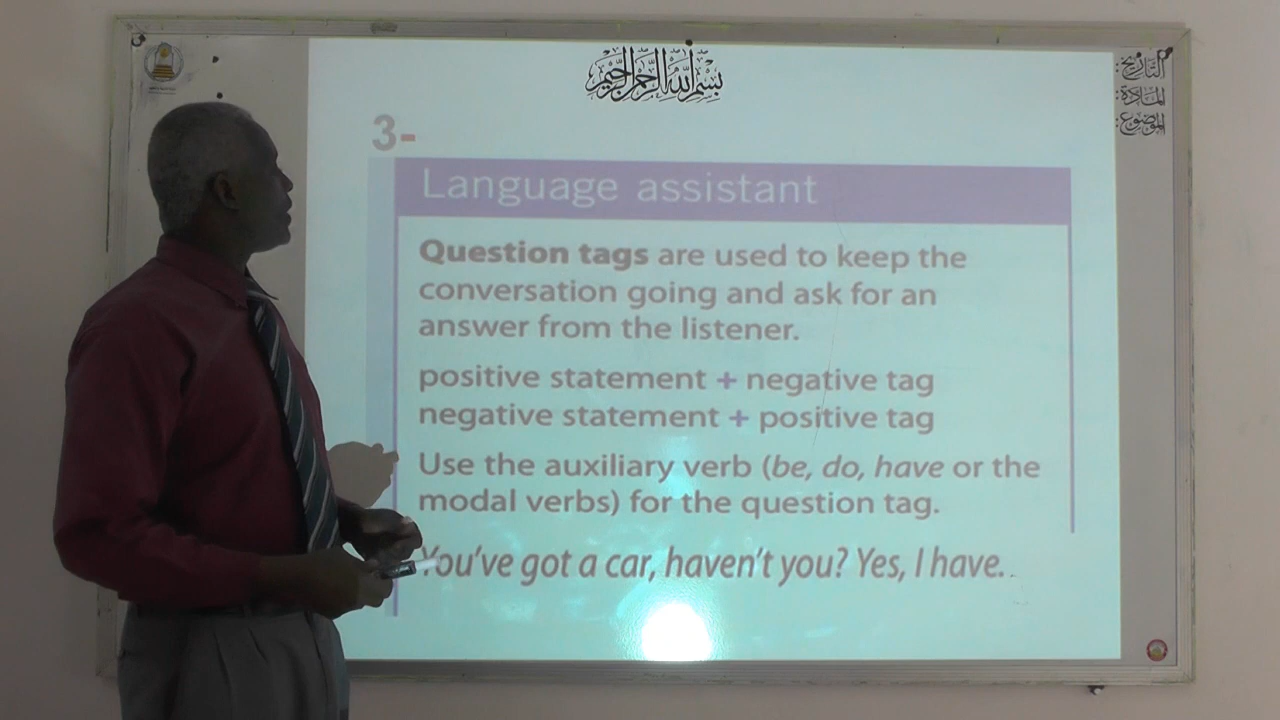 بسم الله الرحمن الرحيم
التاريخ:
المادة:
الموضوع:
3-
Language assistant
Question tags are used to keep the
conversation going and ask for an
answer from the listener.
positive statement + negative tag
negative statement + positive tag
Use the auxiliary verb (be, do, have or the
modal verbs) for the question tag.
You've got a car, haven't you? Yes, I have.